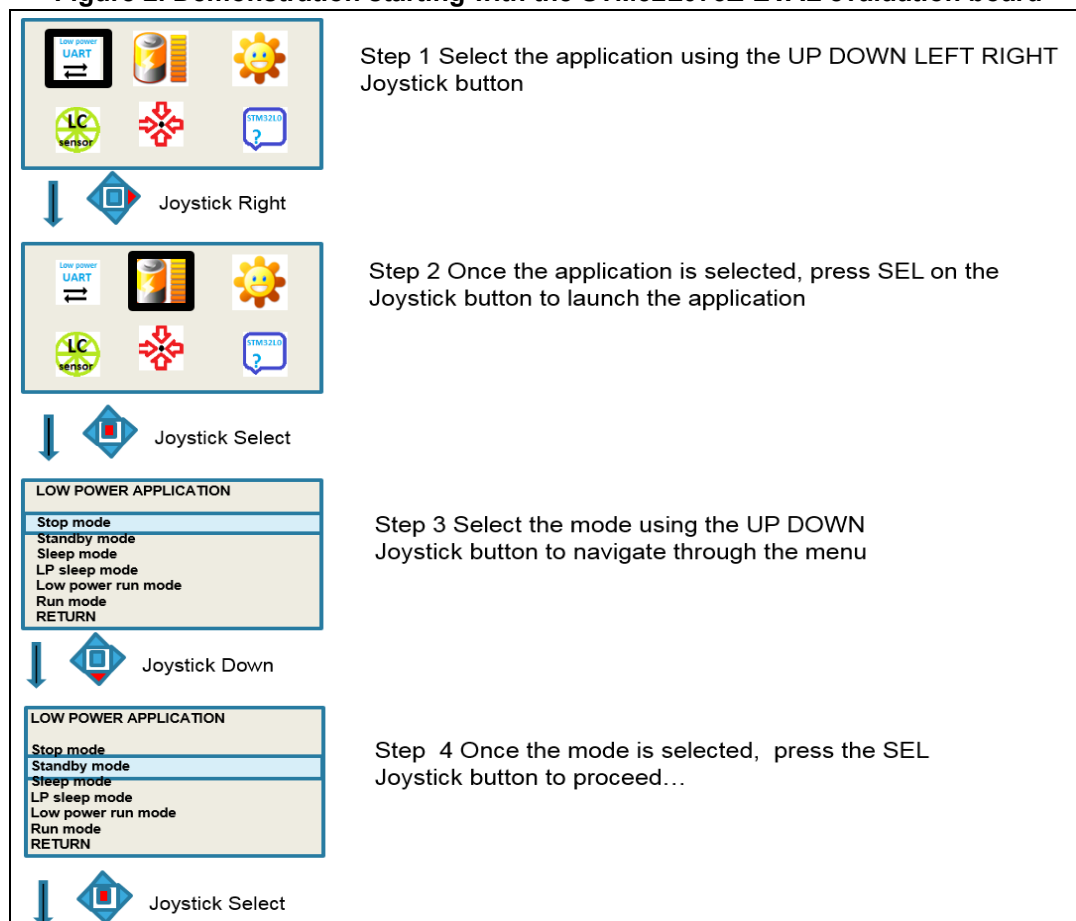 Low power
UART
LC
sensor
STM32L0
?
Step 1 Select the application using the UP DOWN LEFT RIGHT
Joystick button
Joystick Right
Low power
UART
LC
sensor
STM32L0
?
Step 2 Once the application is selected, press SEL on the
Joystick button to launch the application
Joystick Select
LOW POWER APPLICATION
Stop mode
Standby mode
Sleep mode
LP sleep mode
Low power run mode
Run mode
RETURN
Step 3 Select the mode using the UP DOWN
Joystick button to navigate through the menu
Joystick Down
LOW POWER APPLICATION
Stop mode
Standby mode
Sleep mode
LP sleep mode
Low power run mode
Run mode
RETURN
Step 4 Once the mode is selected, press the SEL
Joystick button to proceed…
Joystick Select